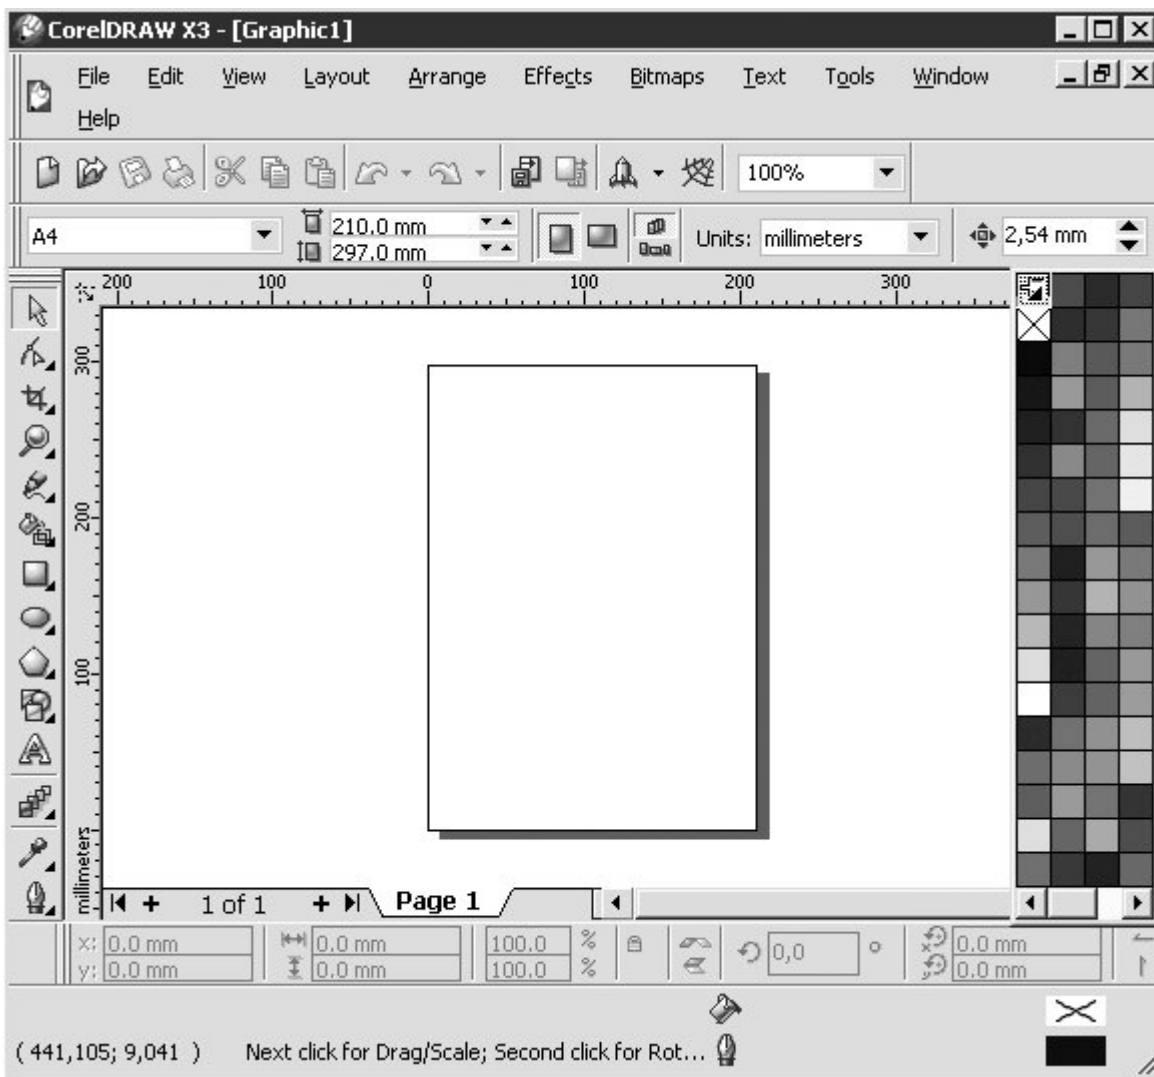 CorelDRAW X3 - [Graphic1]
File Edit View Layout Arrange Effects Bitmaps Text Tools Window
Help
100%
A4 210.0 mm Units: millimeters 2,54 mm
297.0 mm
200 100 0 100 200 300
300
200
100
millimeters
1 of 1 Page 1
x: 0.0 mm 0.0 mm 100.0 % 0,0 ° x 0.0 mm
y: 0.0 mm 0.0 mm 100.0 % y 0.0 mm
( 441,105; 9,041 ) Next click for Drag/Scale; Second click for Rot...